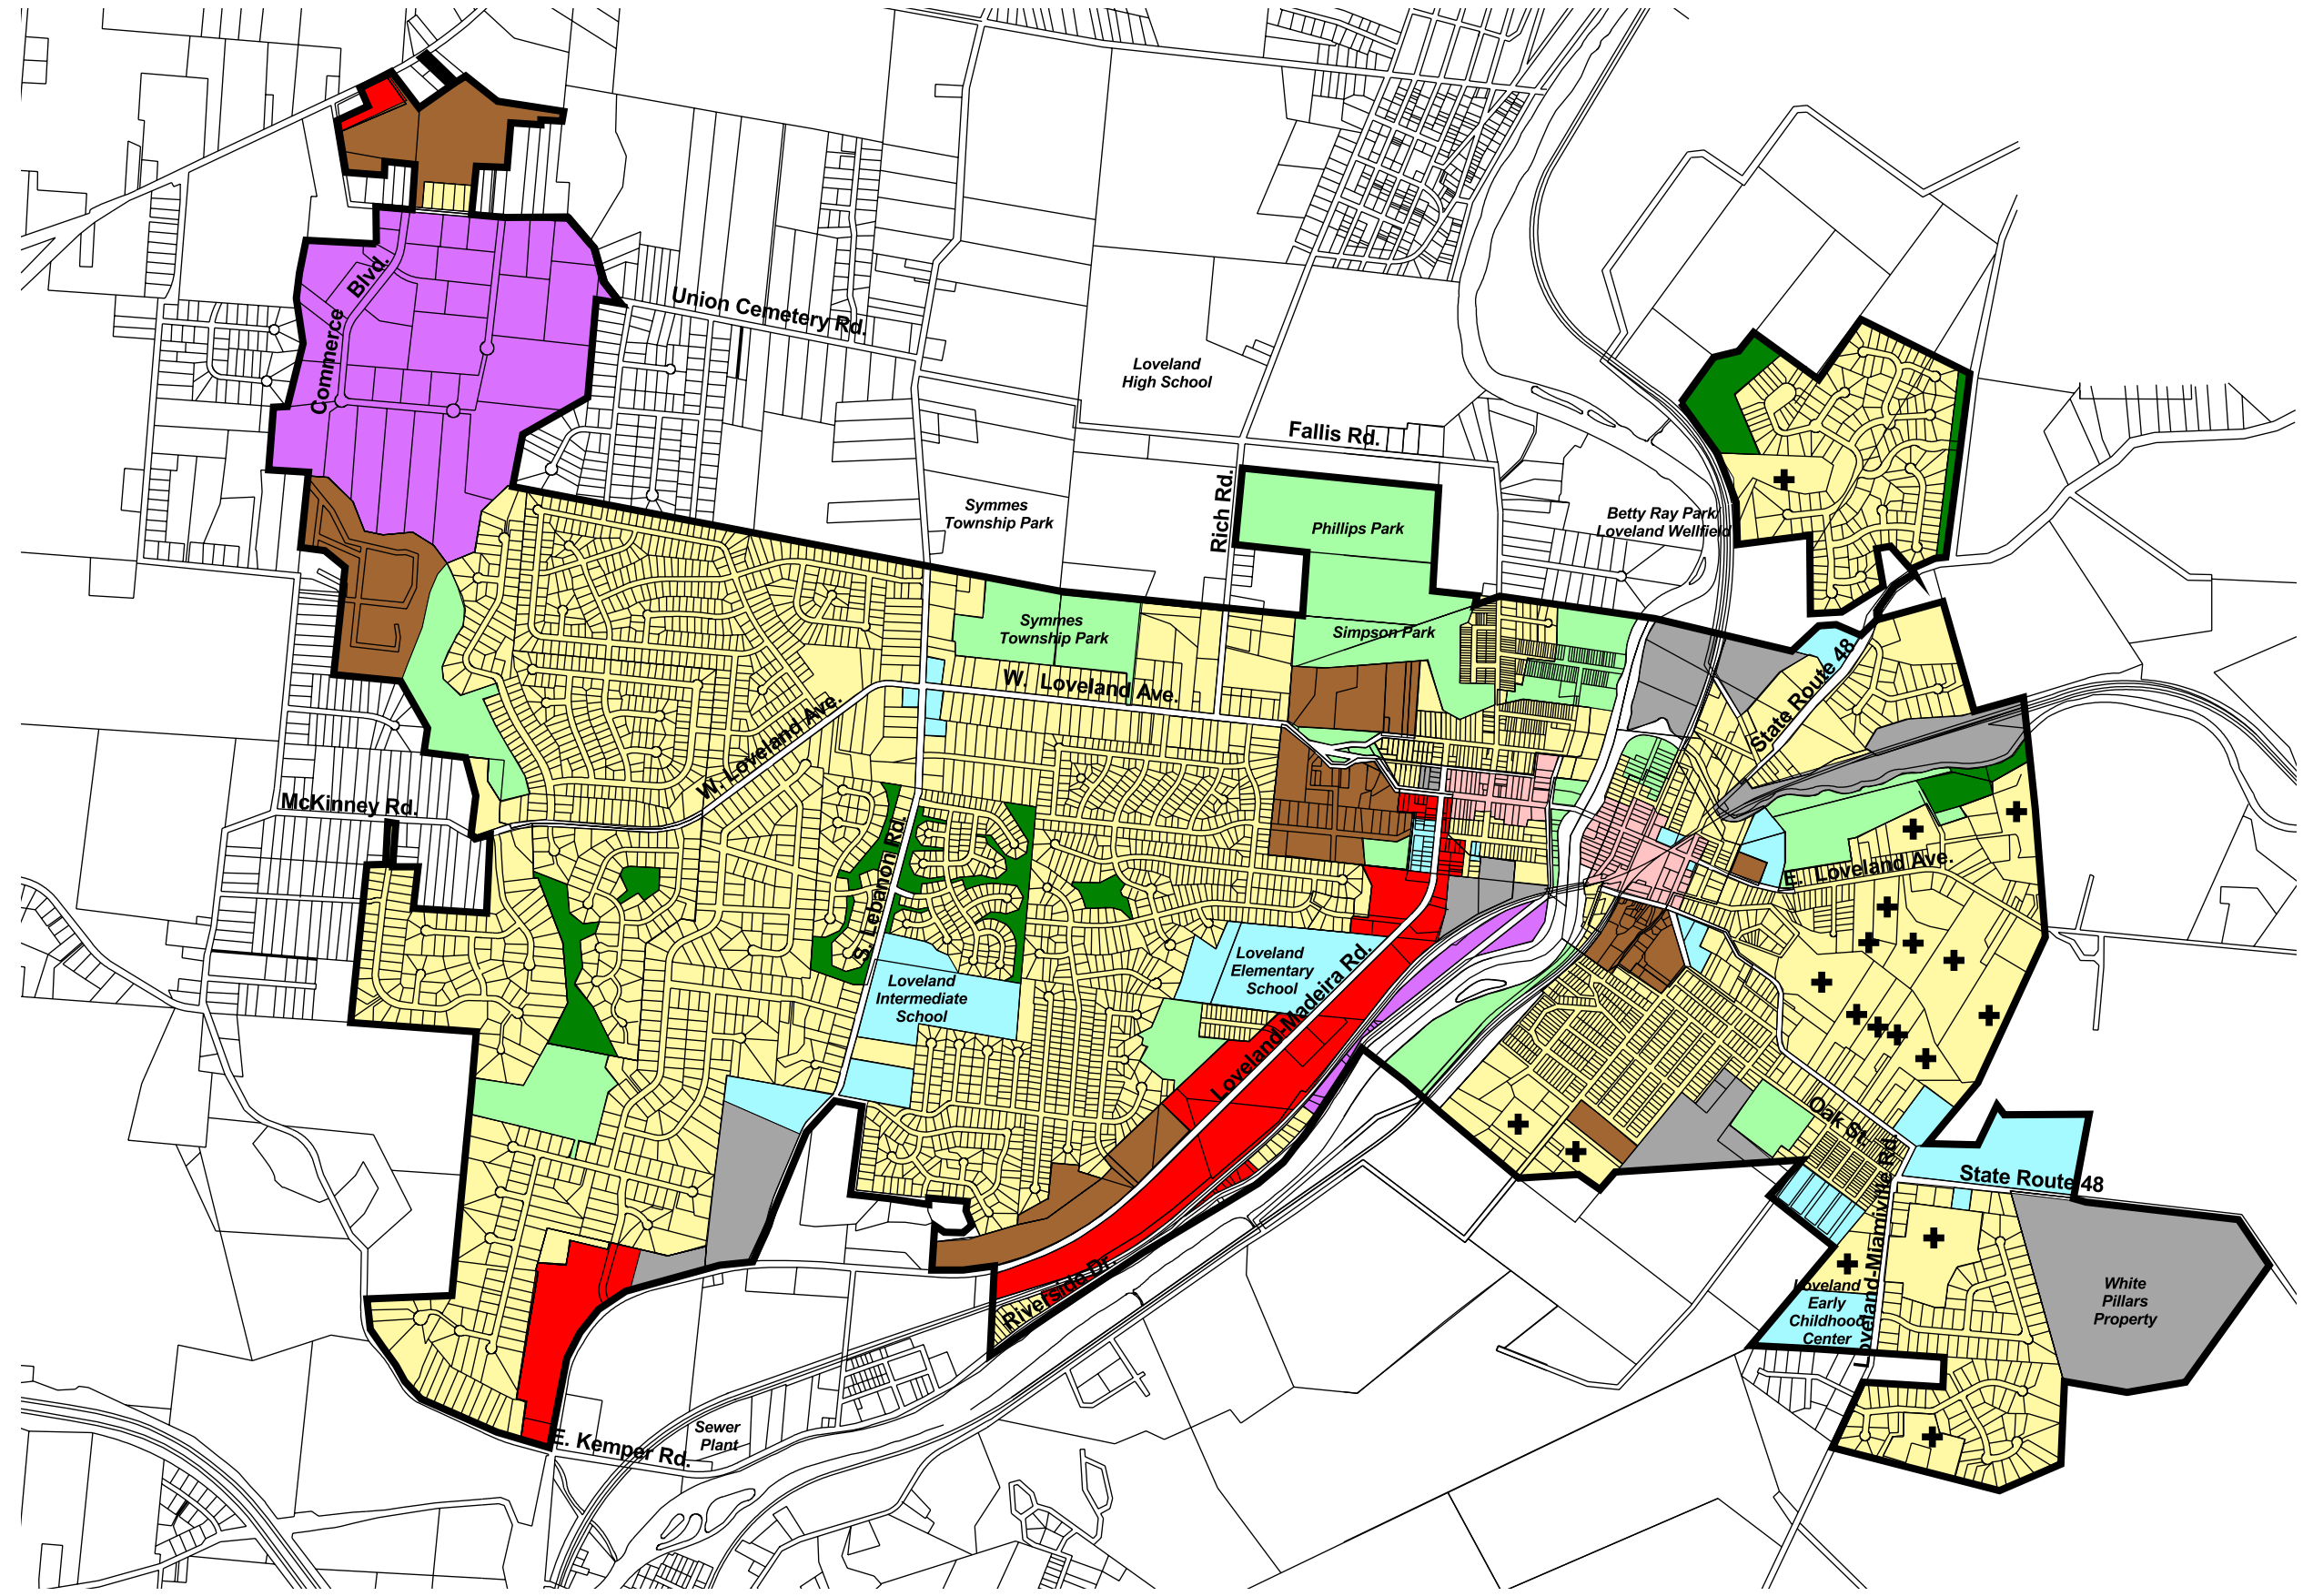 Commerce Blvd.
Union Cemetery Rd.
Loveland
High School
Fallis Rd.
Rich Rd.
Symmes
Township Park
Phillips Park
Betty Ray Park/
Loveland Wellfield
Symmes
Township Park
Simpson Park
State Route 48
W. Loveland Ave.
W. Loveland Ave.
McKinney Rd.
S. Lebanon Rd.
E. Loveland Ave.
Loveland
Intermediate
School
Loveland
Elementary
School
Loveland-Madeira Rd.
Oak St.
Loveland-Miamiville Rd.
State Route 48
Riverside Dr.
Loveland
Early
Childhood
Center
White
Pillars
Property
Sewer
Plant
E. Kemper Rd.